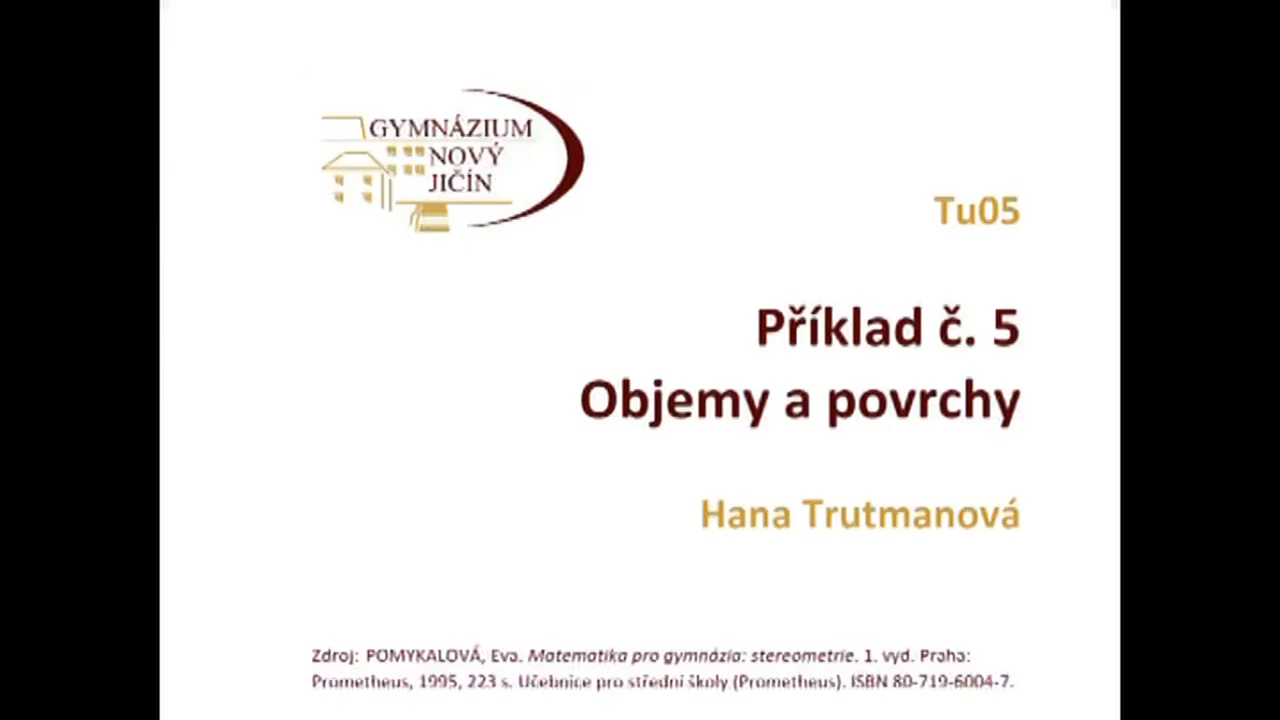 GYMNÁZIUM
NOVÝ
JIČÍN
Tu05
Příklad č. 5
Objemy a povrchy
Hana Trutmanová
Zdroj: POMYKALOVÁ, Eva. Matematika pro gymnázia: stereometrie. 1. vyd. Praha:
Prometheus, 1995, 223 s. Učebnice pro střední školy (Prometheus). ISBN 80-719-6004-7.